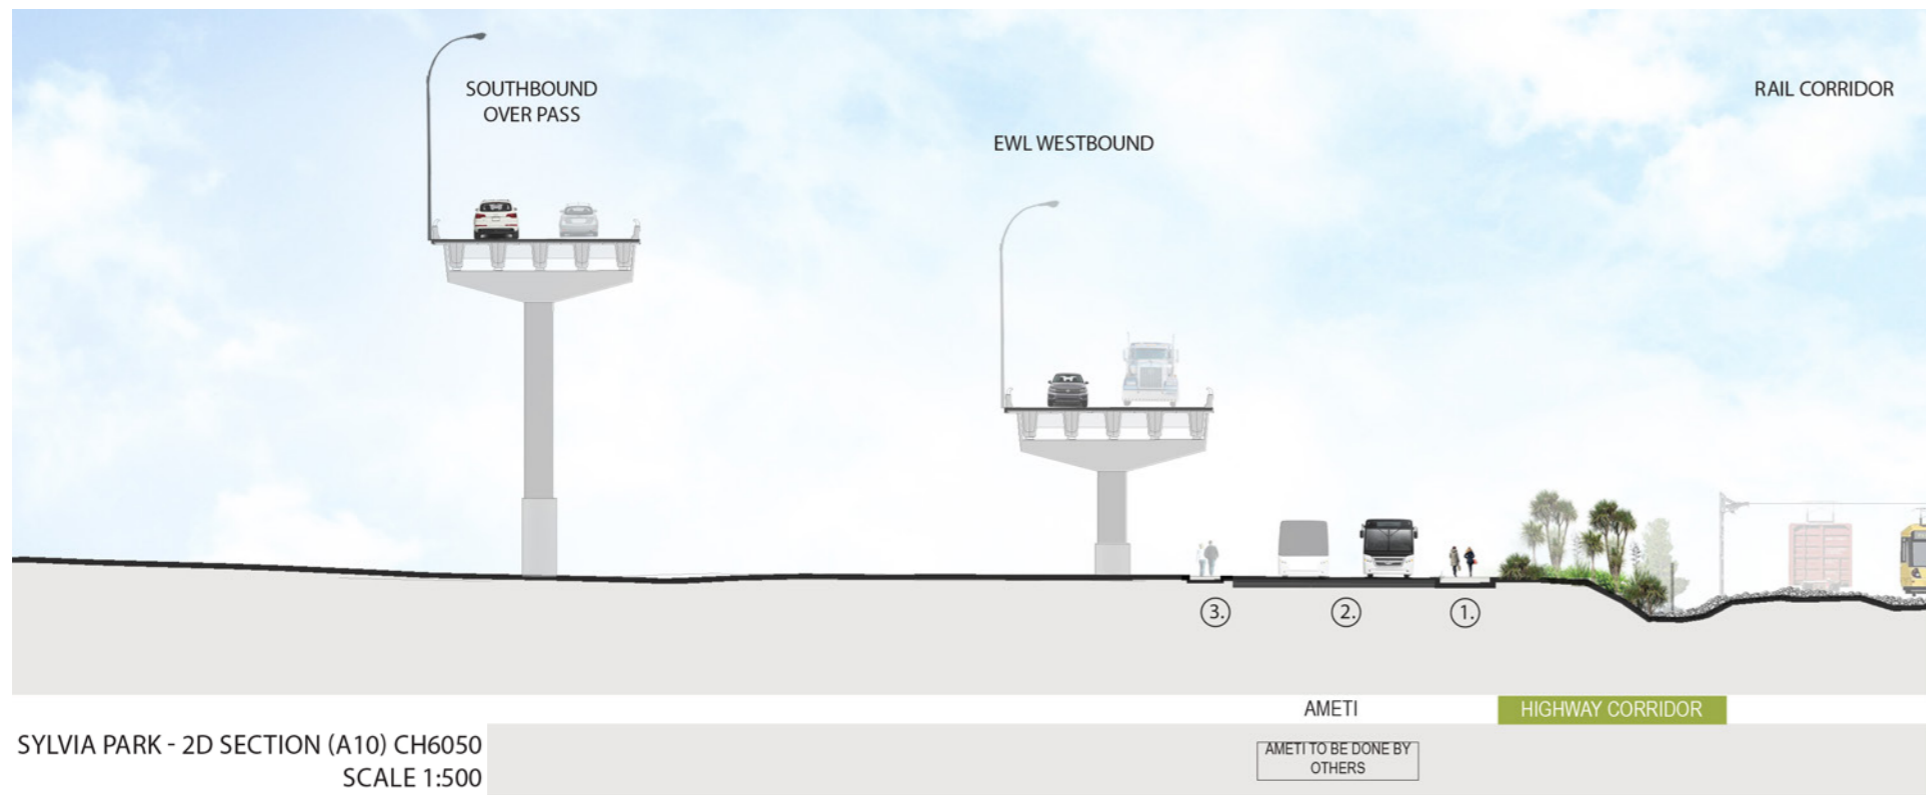 SOUTHBOUND
OVER PASS
EWL WESTBOUND
RAIL CORRIDOR
3.
2.
1.
AMETI
HIGHWAY CORRIDOR
AMETI TO BE DONE BY
OTHERS
SYLVIA PARK - 2D SECTION (A10) CH6050
SCALE 1:500